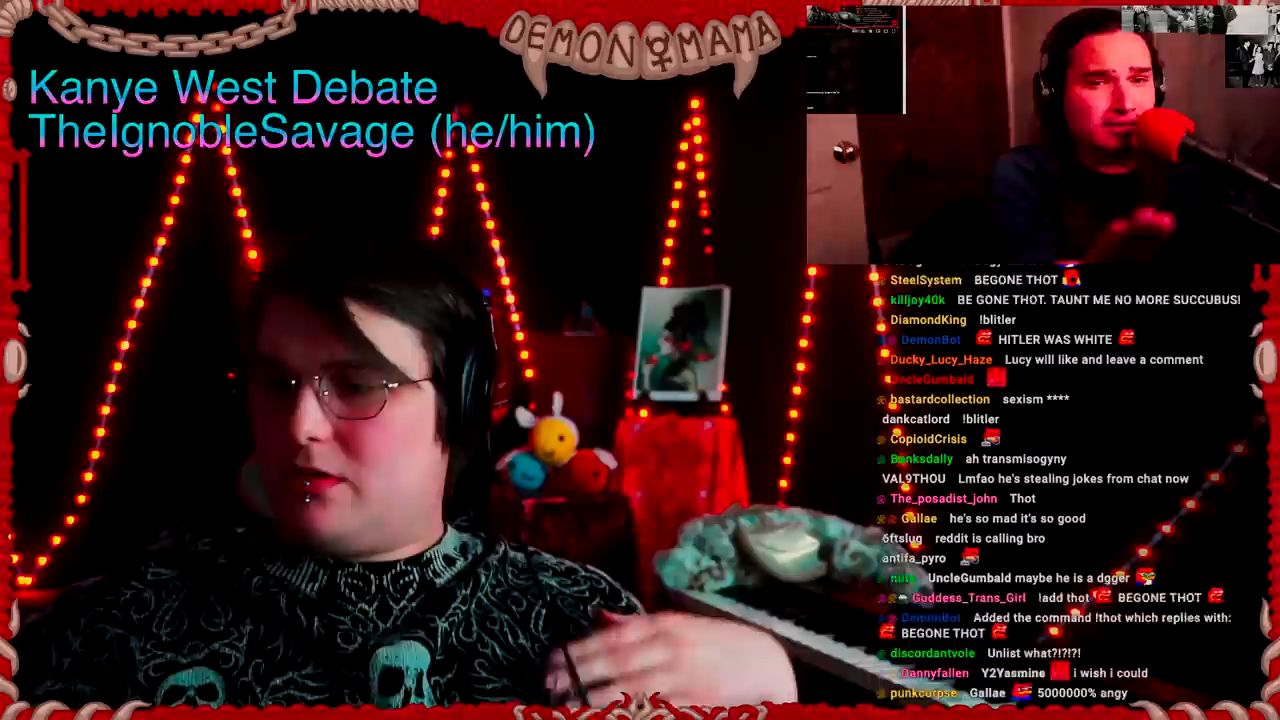 DEMON MAMA
Kanye West Debate
TheIgnobleSavage (he/him)
SteelSystem BEGONE THOT
killjoy40k BE GONE THOT. TAUNT ME NO MORE SUCCUBUS!
DiamondKing !blitler
DemonBot HITLER WAS WHITE
Ducky_Lucy_Haze Lucy will like and leave a comment
UncleGumbald
bastardcollection sexism ****
dankcatlord !blitler
CopioidCrisis
Banksdally ah transmisogyny
VAL9THOU Lmfao he's stealing jokes from chat now
The_posadist_john Thot
Gallae he's so mad it's so good
6ftslug reddit is calling bro
antifa_pyro
UncleGumbald maybe he is a dgger
Goddess_Trans_Girl !add thot BEGONE THOT
DemonBot Added the command !thot which replies with:
BEGONE THOT
discordantvole Unlist what?!?!?!
Dannyfallen Y2Yasmine i wish i could
punkcorpse Gallae 5000000% angy